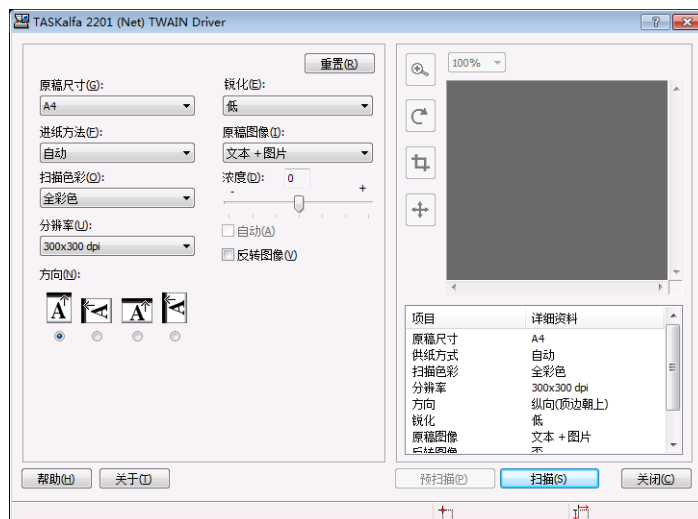 TASKalfa 2201 (Net) TWAIN Driver
重置(R)
原稿尺寸(G):
A4
进纸方法(F):
自动
扫描色彩(O):
全彩色
分辨率(U):
300x300 dpi
方向(N):
A A A A
锐化(E):
低
原稿图像(I):
文本 + 图片
浓度(D): 0
- +
自动(A)
反转图像(V)
100%
项目 详细资料
原稿尺寸 A4
供纸方式 自动
扫描色彩 全彩色
分辨率 300x300 dpi
方向 纵向(顶边朝上)
锐化 低
原稿图像 文本 + 图片
反转图像 否
帮助(H) 关于(T) 预扫描(P) 扫描(S) 关闭(C)